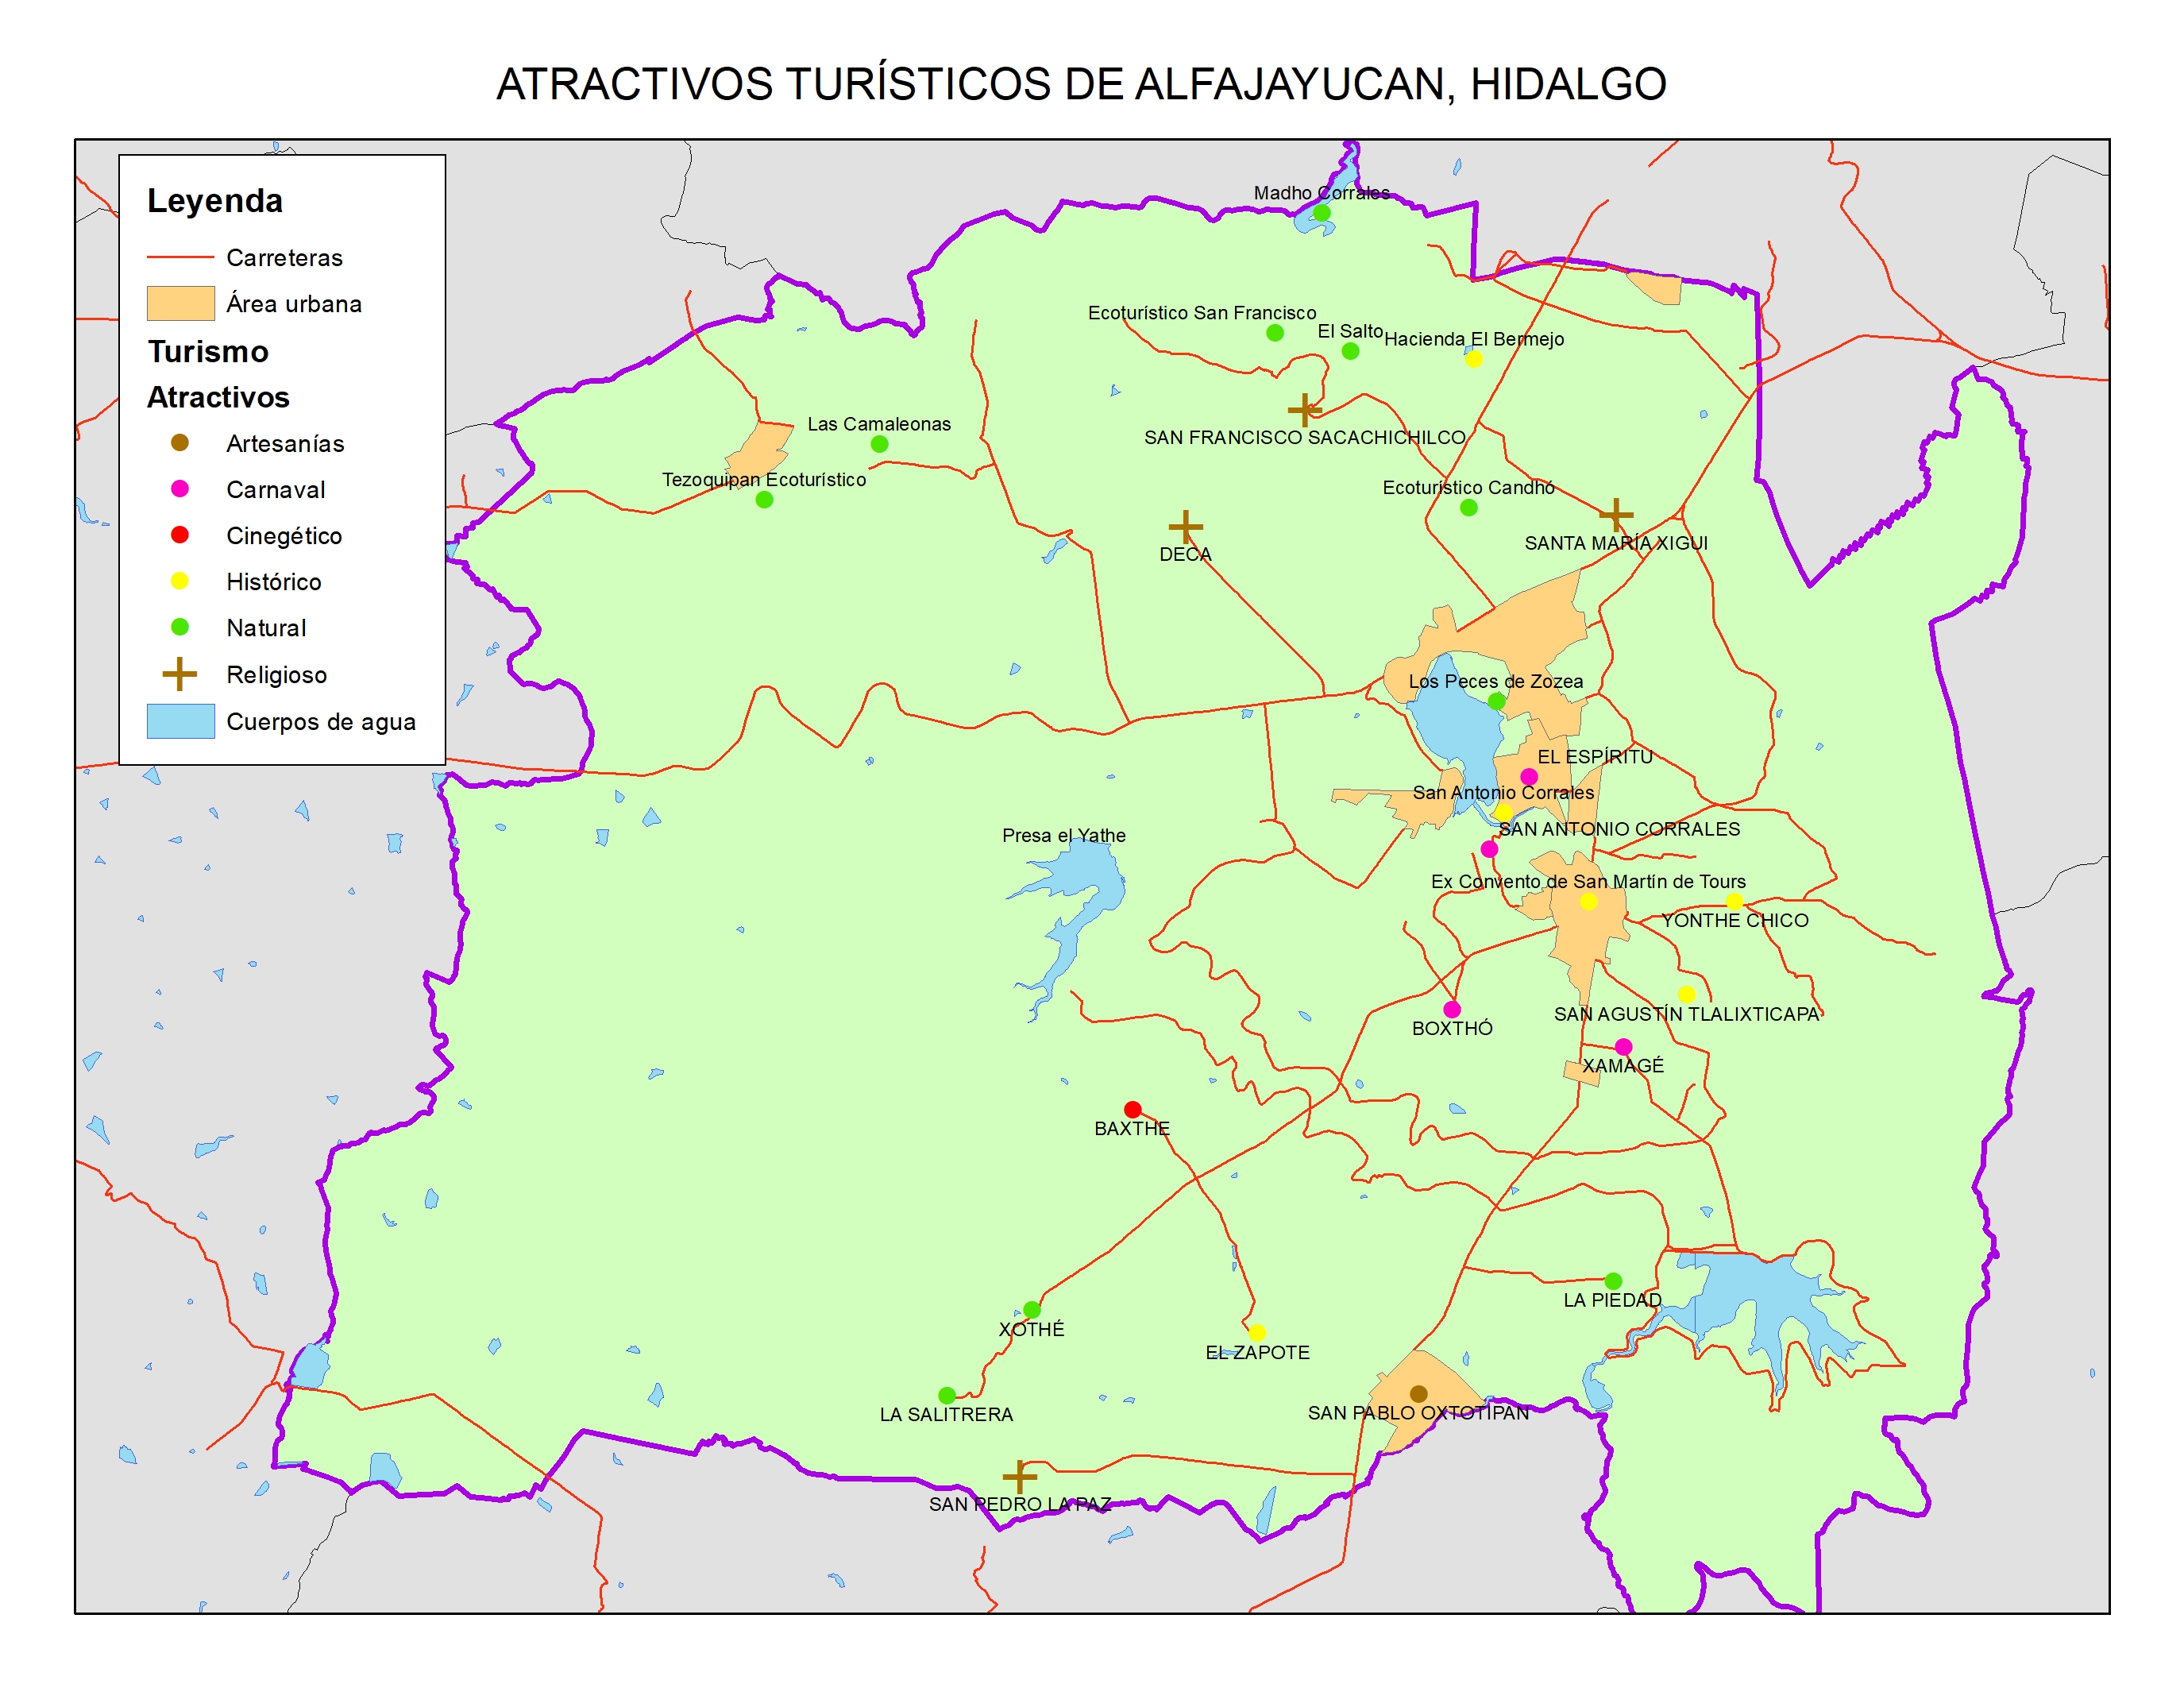 ATRACTIVOS TURÍSTICOS DE ALFAJAYUCAN, HIDALGO
Leyenda
Carreteras
Área urbana
Turismo
Atractivos
Artesanías
Carnaval
Cinegético
Histórico
Natural
Religioso
Cuerpos de agua
Madho Corrales
Ecoturístico San Francisco
El Salto
Hacienda El Bermejo
Las Camaleonas
SAN FRANCISCO SACACHICHILCO
Tezoquipan Ecoturístico
Ecoturístico Candhó
SANTA MARÍA XIGUI
DECA
Los Peces de Zozea
EL ESPÍRITU
San Antonio Corrales
SAN ANTONIO CORRALES
Presa el Yathe
Ex Convento de San Martín de Tours
YONTHE CHICO
SAN AGUSTÍN TLALIXTICAPA
BOXTHÓ
XAMAGÉ
BAXTHE
LA PIEDAD
XOTHÉ
EL ZAPOTE
LA SALITRERA
SAN PABLO OXTOTIPAN
SAN PEDRO LA PAZ